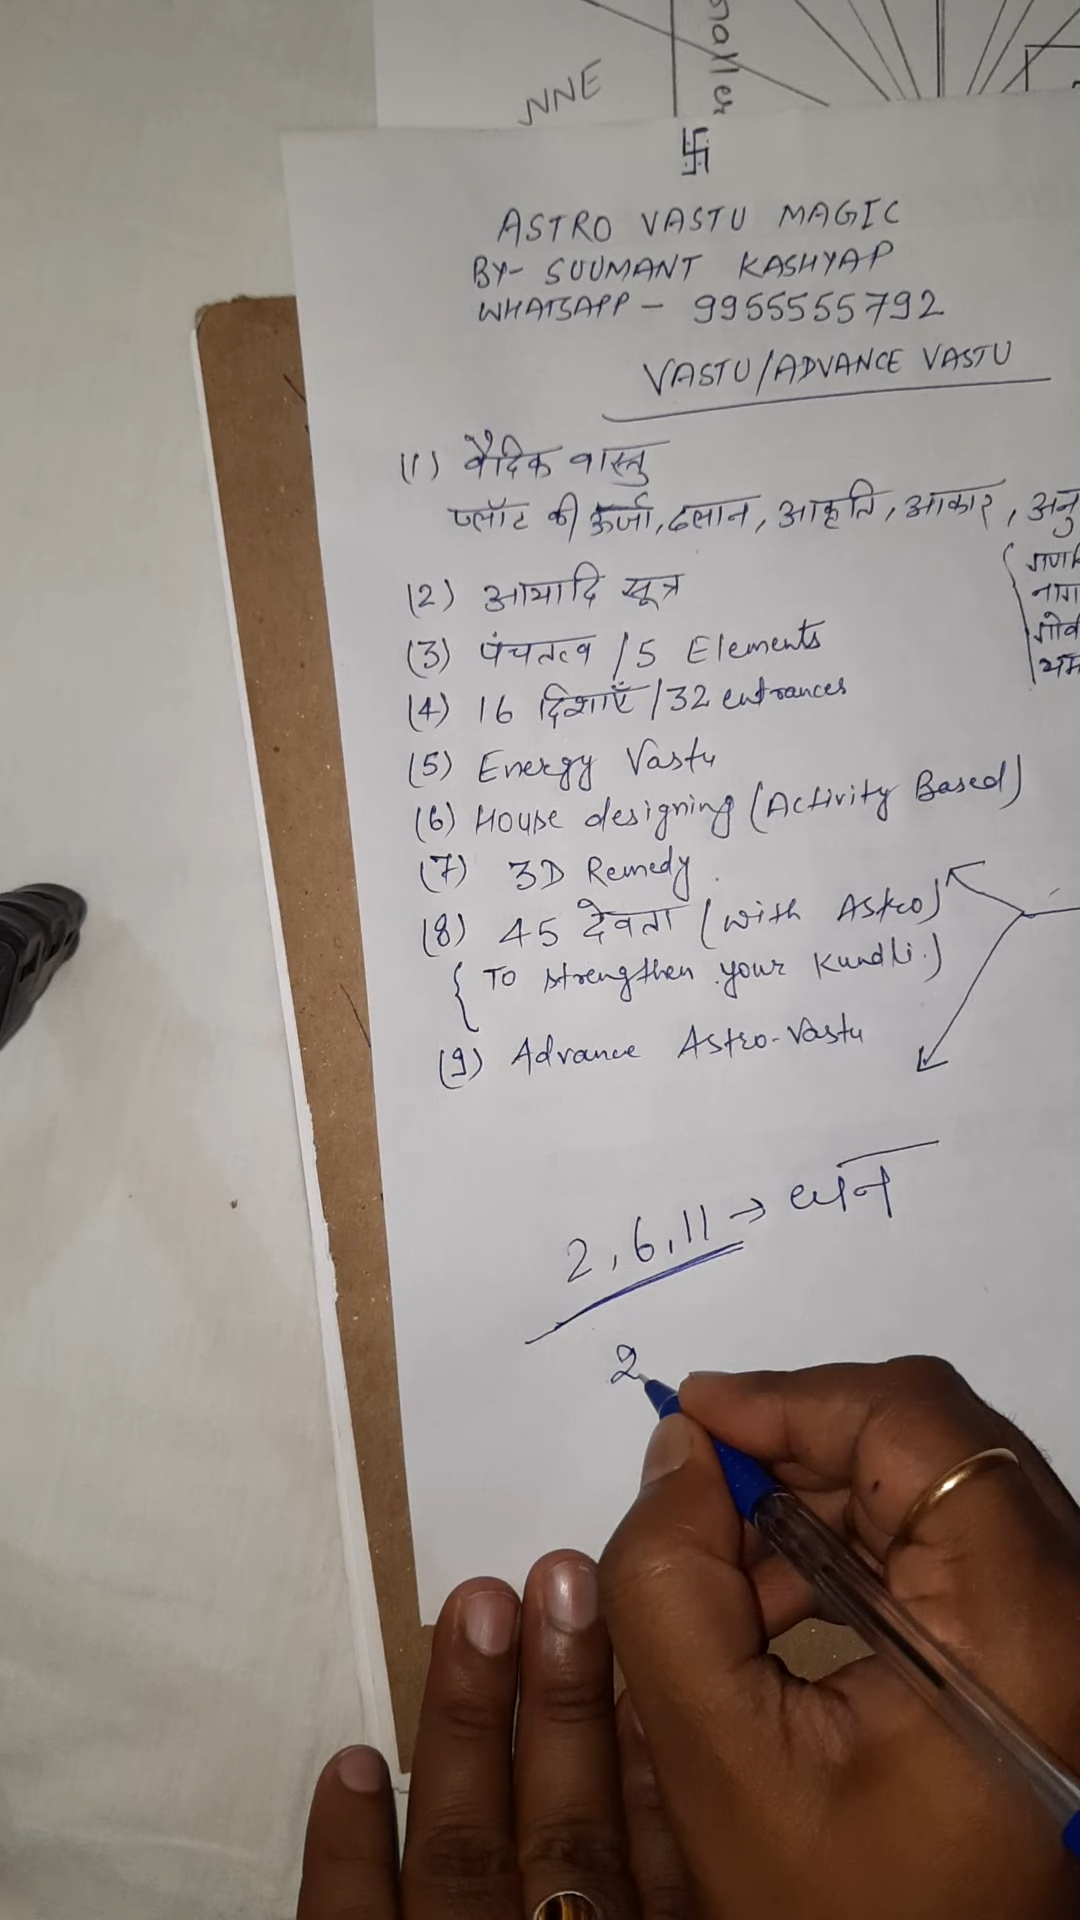 NNE
aller
卐
ASTRO VASTU MAGIC
BY- SUUMANT KASHYAP
WHATSAPP - 9955555792
VASTU/ADVANCE VASTU
(1) वैदिक वास्तु
प्लॉट की ऊर्जा, ढलान, आकृति, आकार, अनु
(2) आयादि सूत्र
(3) पंचतत्व / 5 Elements
(4) 16 दिशाएँ / 32 entrances
(5) Energy Vastu
(6) House designing (Activity Based)
(7) 3D Remedy
(8) 45 देवता (with Astro)
{ To strengthen your Kundli.)
(9) Advance Astro-Vastu
2, 6, 11 → धन
2